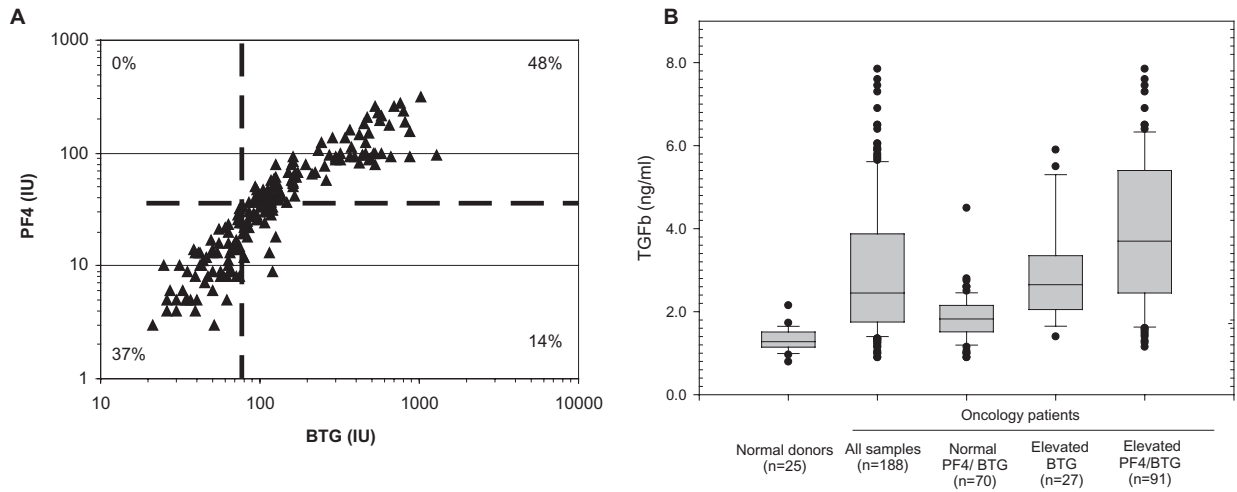 A
1000
0%
48%
100
PF4 (IU)
10
37%
14%
1
10
100
1000
10000
BTG (IU)
B
8.0
6.0
TGFb (ng/ml)
4.0
2.0
0.0
Oncology patients
Normal donors
(n=25)
All samples
(n=188)
Normal
PF4/ BTG
(n=70)
Elevated
BTG
(n=27)
Elevated
PF4/BTG
(n=91)